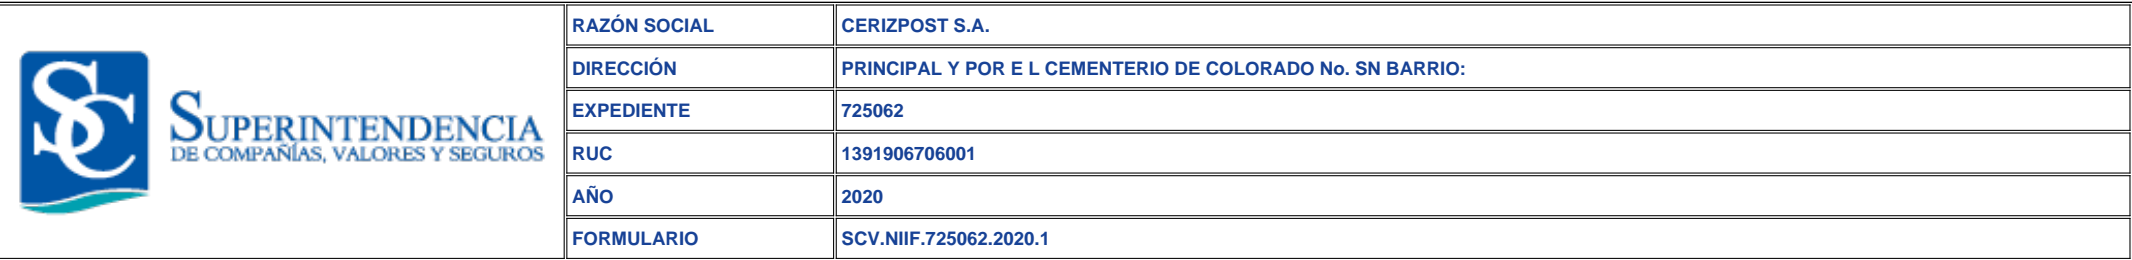 SC
SUPERINTENDENCIA
DE COMPAÑÍAS, VALORES Y SEGUROS
RAZÓN SOCIAL CERIZPOST S.A.
DIRECCIÓN PRINCIPAL Y POR E L CEMENTERIO DE COLORADO No. SN BARRIO:
EXPEDIENTE 725062
RUC 1391906706001
AÑO 2020
FORMULARIO SCV.NIIF.725062.2020.1